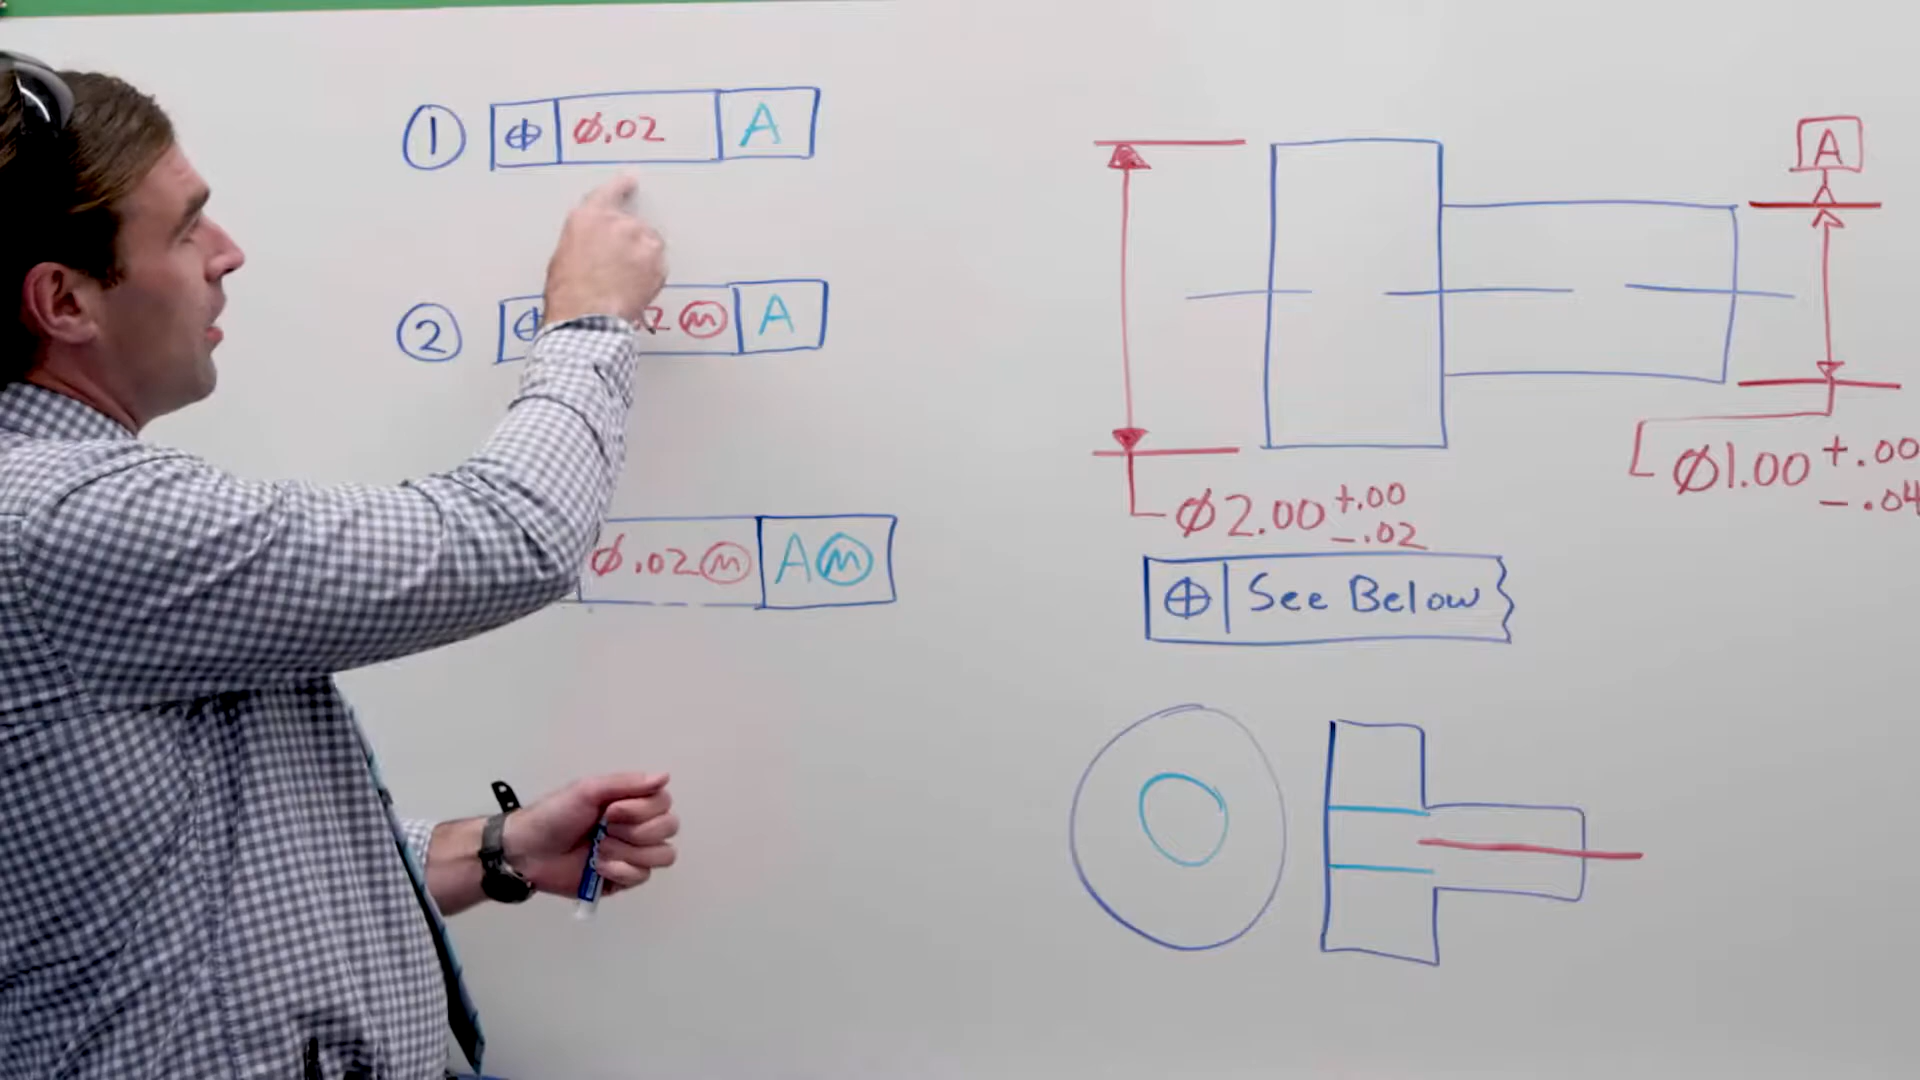 ① ⌖ Ø.02 A
② Ⓜ A
Ø.02 Ⓜ A Ⓜ
A
Ø2.00 +.00 -.02
Ø1.00 +.00 -.04
⌖ See Below